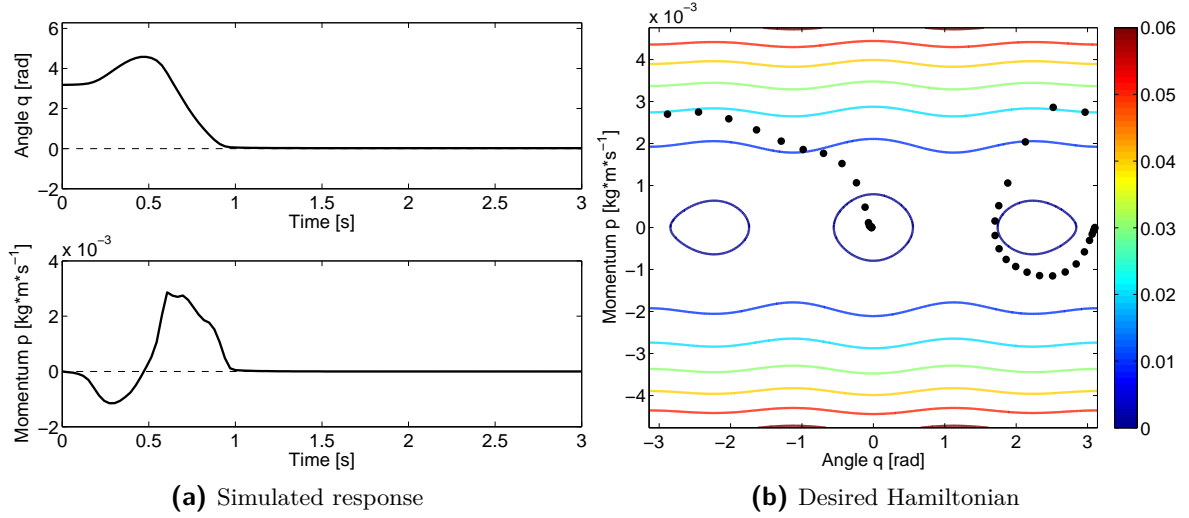 6
4
2
0
−2
Angle q [rad]
0 0.5 1 1.5 2 2.5 3
Time [s]
x 10⁻³
4
2
0
−2
Momentum p [kg*m*s⁻¹]
0 0.5 1 1.5 2 2.5 3
Time [s]
(a) Simulated response
x 10⁻³
4
3
2
1
0
−1
−2
−3
−4
Momentum p [kg*m*s⁻¹]
−3 −2 −1 0 1 2 3
Angle q [rad]
0.06
0.05
0.04
0.03
0.02
0.01
0
(b) Desired Hamiltonian